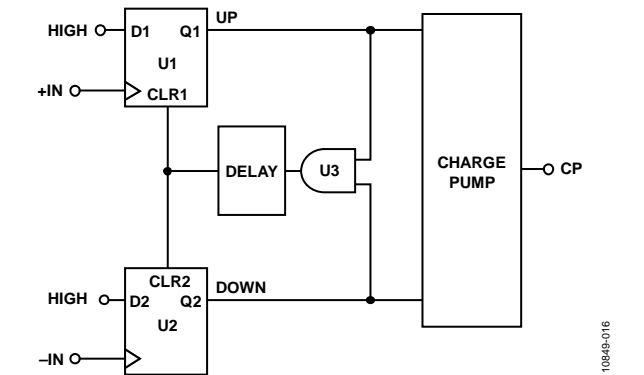 UP
HIGH
D1 Q1
U1
+IN
CLR1
DELAY
U3
CHARGE
PUMP
CP
CLR2
DOWN
HIGH
D2 Q2
U2
–IN
10849-016